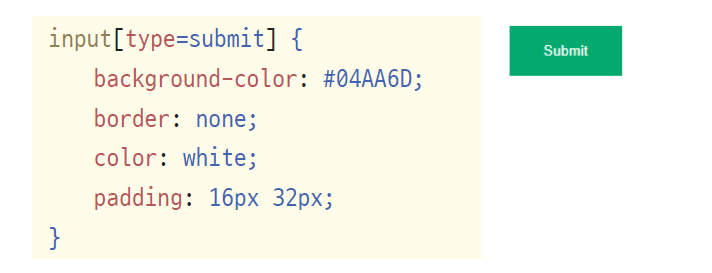 input[type=submit] {
background-color: #04AA6D;
border: none;
color: white;
padding: 16px 32px;
}
Submit